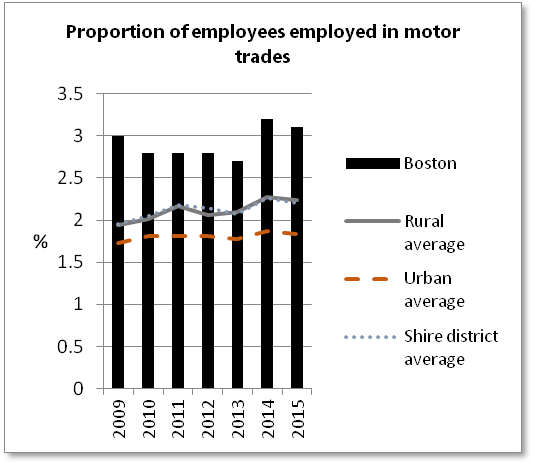 Proportion of employees employed in motor
trades
3.5
3
2.5
2
1.5
1
0.5
0
%
2009
2010
2011
2012
2013
2014
2015
Boston
Rural
average
Urban
average
Shire district
average